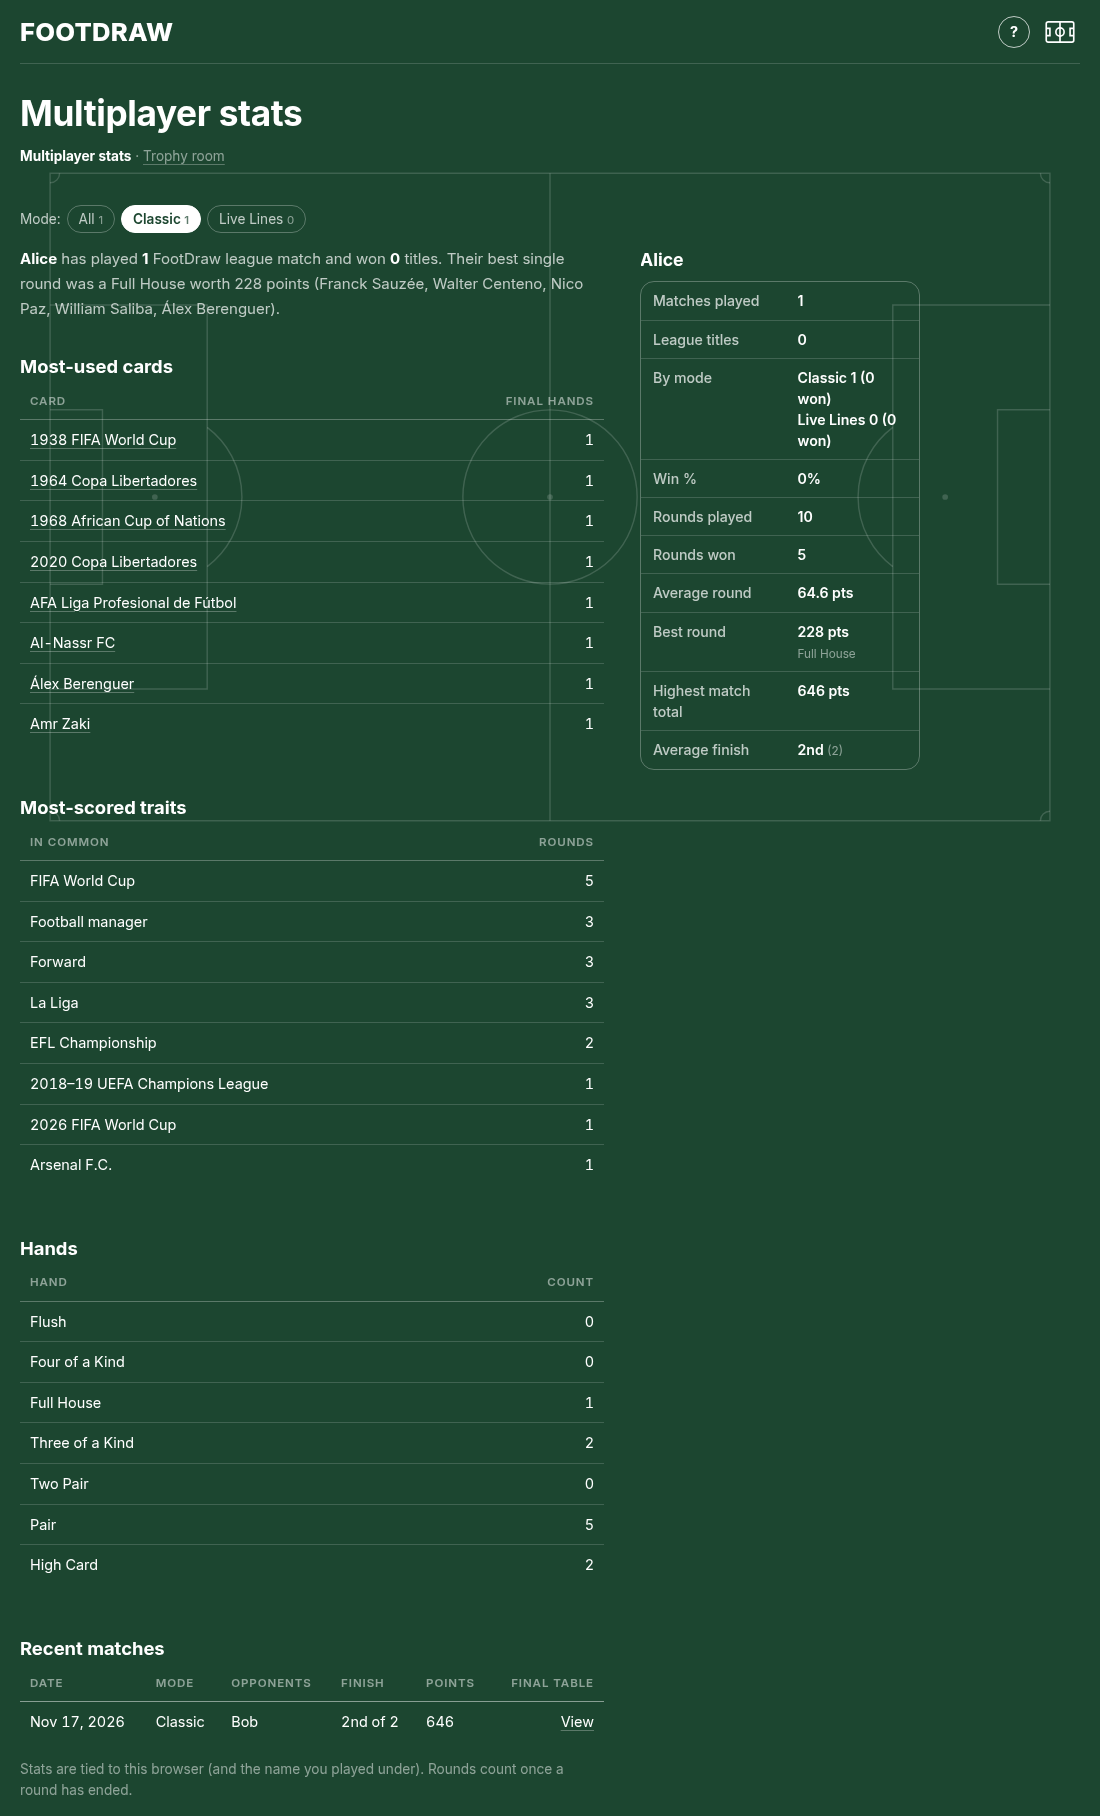 FOOTDRAW
?
Multiplayer stats
Multiplayer stats · Trophy room
Mode: All 1 Classic 1 Live Lines 0
Alice has played 1 FootDraw league match and won 0 titles. Their best single
round was a Full House worth 228 points (Franck Sauzée, Walter Centeno, Nico
Paz, William Saliba, Álex Berenguer).
Most-used cards
CARD FINAL HANDS
1938 FIFA World Cup 1
1964 Copa Libertadores 1
1968 African Cup of Nations 1
2020 Copa Libertadores 1
AFA Liga Profesional de Fútbol 1
Al-Nassr FC 1
Álex Berenguer 1
Amr Zaki 1
Most-scored traits
IN COMMON ROUNDS
FIFA World Cup 5
Football manager 3
Forward 3
La Liga 3
EFL Championship 2
2018–19 UEFA Champions League 1
2026 FIFA World Cup 1
Arsenal F.C. 1
Hands
HAND COUNT
Flush 0
Four of a Kind 0
Full House 1
Three of a Kind 2
Two Pair 0
Pair 5
High Card 2
Recent matches
DATE MODE OPPONENTS FINISH POINTS FINAL TABLE
Nov 17, 2026 Classic Bob 2nd of 2 646 View
Stats are tied to this browser (and the name you played under). Rounds count once a
round has ended.
Alice
Matches played 1
League titles 0
By mode Classic 1 (0
won)
Live Lines 0 (0
won)
Win % 0%
Rounds played 10
Rounds won 5
Average round 64.6 pts
Best round 228 pts
Full House
Highest match 646 pts
total
Average finish 2nd (2)